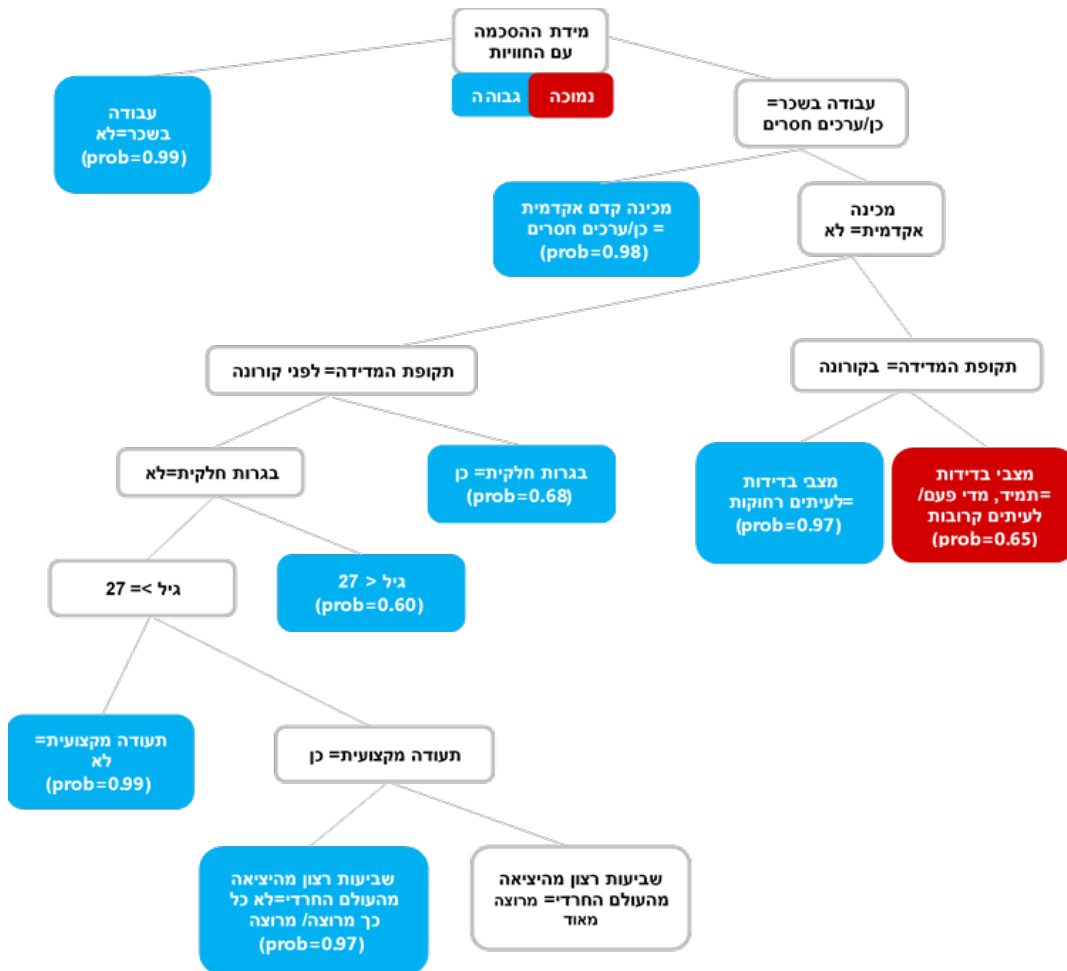 מידת ההסכמה
עם החוויות
גבוהה
נמוכה
עבודה
בשכר=לא
(prob=0.99)
עבודה בשכר=
כן/ערכים חסרים
מכינה קדם אקדמית
= כן/ערכים חסרים
(prob=0.98)
מכינה
אקדמית= לא
תקופת המדידה= לפני קורונה
תקופת המדידה= בקורונה
בגרות חלקית=לא
בגרות חלקית= כן
(prob=0.68)
מצבי בדידות
=לעיתים רחוקות
(prob=0.97)
מצבי בדידות
=תמיד, מדי פעם/
לעיתים קרובות
(prob=0.65)
גיל >= 27
גיל < 27
(prob=0.60)
תעודה מקצועית=
לא
(prob=0.99)
תעודה מקצועית= כן
שביעות רצון מהיציאה
מהעולם החרדי=לא כל
כך מרוצה/ מרוצה
(prob=0.97)
שביעות רצון מהיציאה
מהעולם החרדי= מרוצה
מאוד